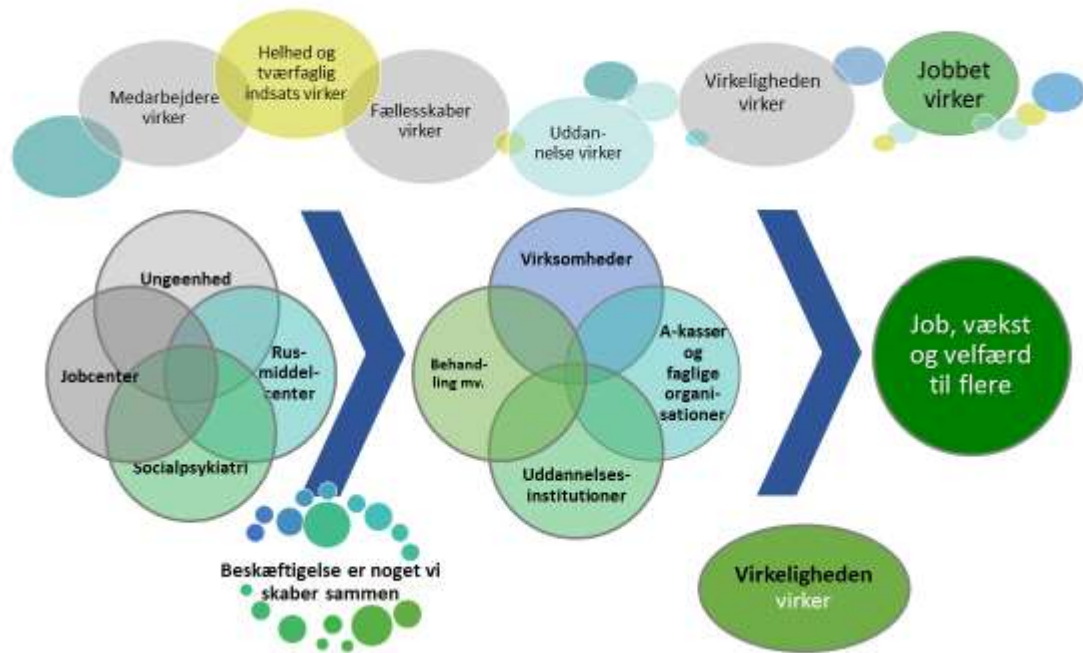 Medarbejdere
virker
Helhed og
tværfaglig
indsats virker
Fællesskaber
virker
Uddan-
nelse virker
Virkeligheden
virker
Jobbet
virker
Ungeenhed
Jobcenter
Rus-
middel-
center
Socialpsykiatri
Virksomheder
Behand-
ling mv.
A-kasser
og
faglige
organi-
sationer
Uddannelses-
institutioner
Job, vækst
og velfærd
til flere
Beskæftigelse er noget vi
skaber sammen
Virkeligheden
virker